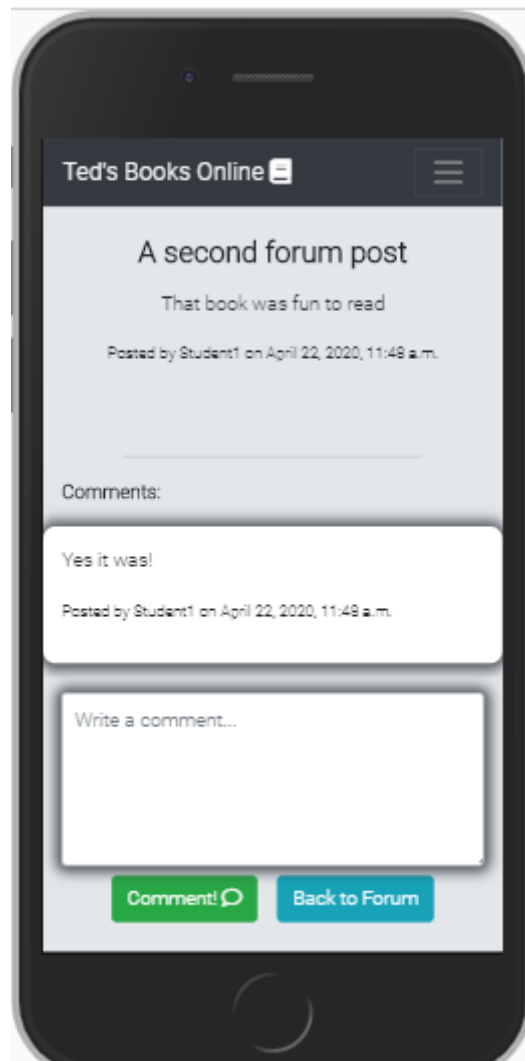 Ted's Books Online
A second forum post
That book was fun to read
Posted by Student1 on April 22, 2020, 11:48 a.m.
Comments:
Yes it was!
Posted by Student1 on April 22, 2020, 11:48 a.m.
Write a comment...
Comment!
Back to Forum